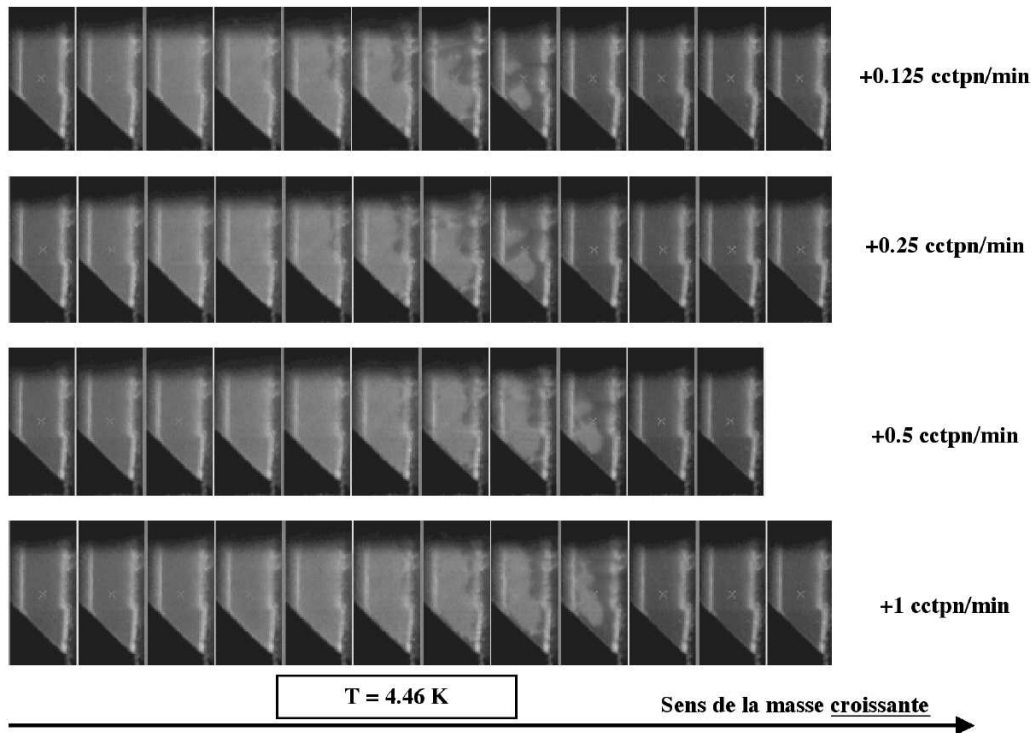 +0.125 cctpn/min
+0.25 cctpn/min
+0.5 cctpn/min
+1 cctpn/min
T = 4.46 K
Sens de la masse croissante